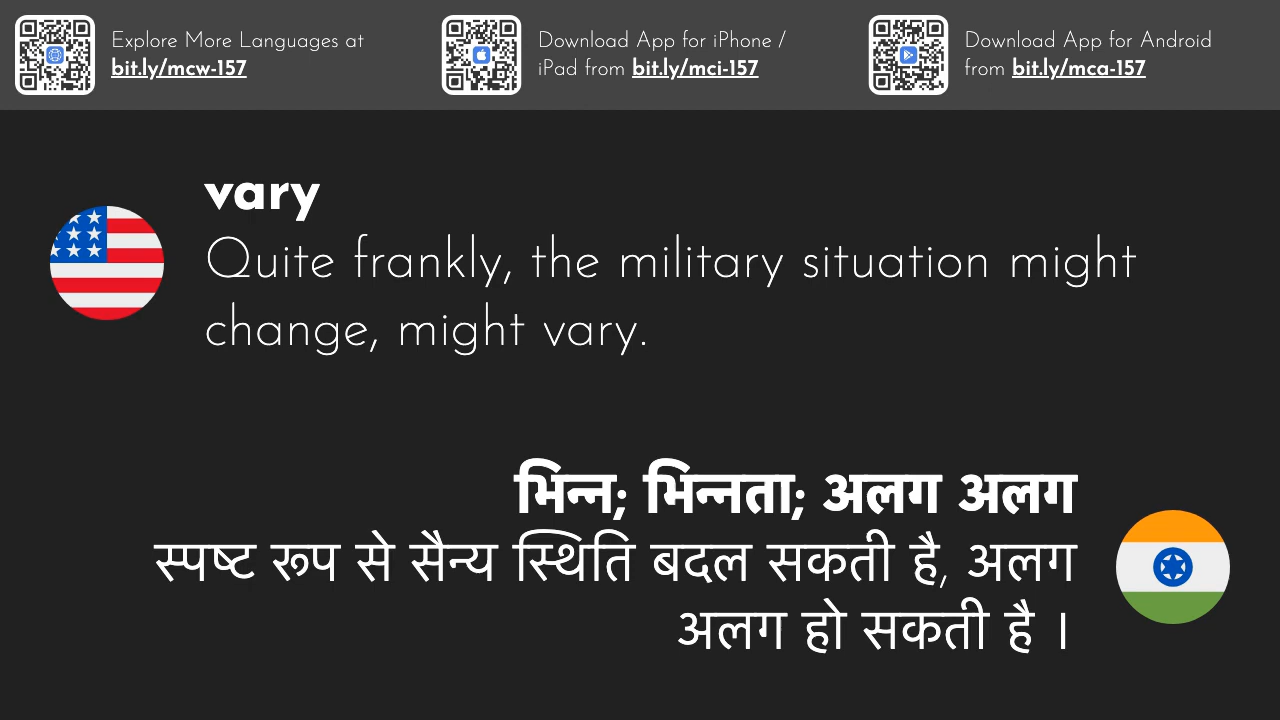 Explore More Languages at
bit.ly/mcw-157
Download App for iPhone /
iPad from bit.ly/mci-157
Download App for Android
from bit.ly/mca-157
vary
Quite frankly, the military situation might
change, might vary.
भिन्न; भिन्नता; अलग अलग
स्पष्ट रूप से सैन्य स्थिति बदल सकती है, अलग
अलग हो सकती है ।